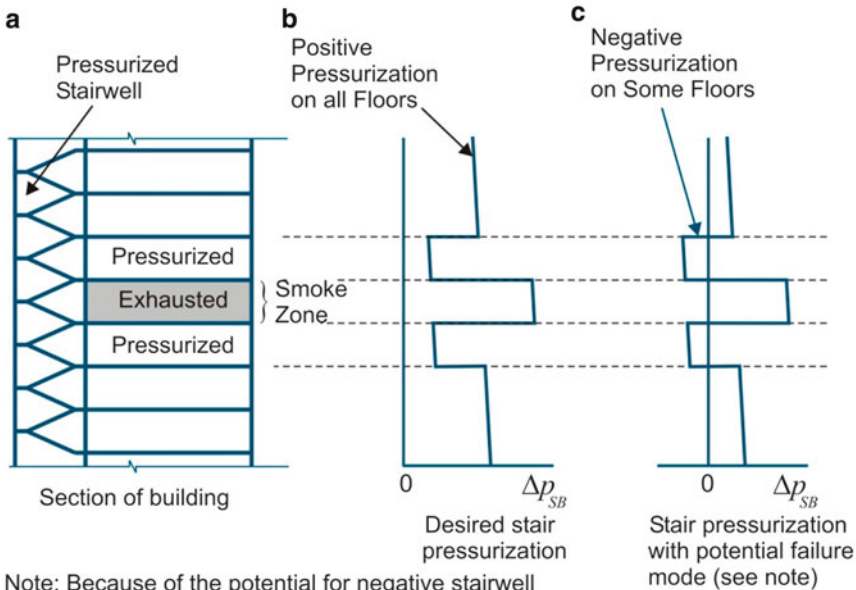 a
Pressurized
Stairwell
Pressurized
Exhausted
Smoke
Zone
Pressurized
Section of building
b
Positive
Pressurization
on all Floors
0
Δp_SB
Desired stair
pressurization
c
Negative
Pressurization
on Some Floors
0
Δp_SB
Stair pressurization
with potential failure
mode (see note)
Note: Because of the potential for negative stairwell